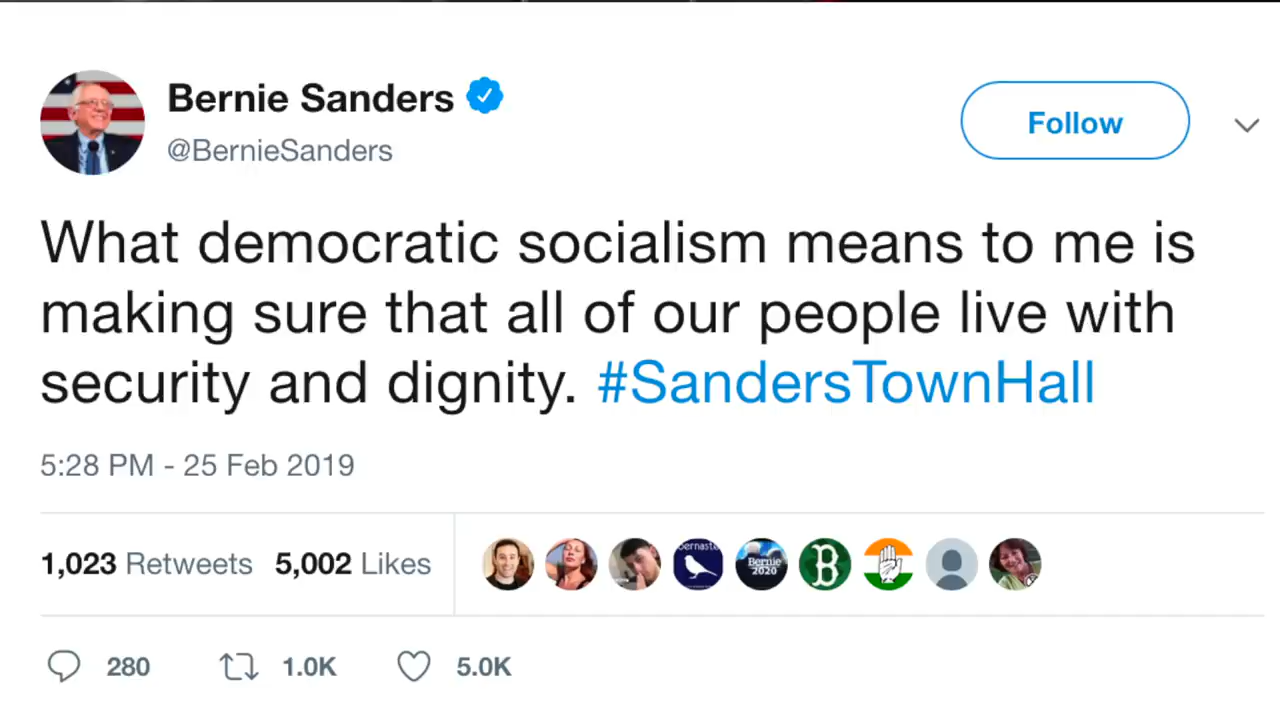 Bernie Sanders
@BernieSanders
Follow
What democratic socialism means to me is
making sure that all of our people live with
security and dignity. #SandersTownHall
5:28 PM - 25 Feb 2019
1,023 Retweets 5,002 Likes
Bernie
2020
B
280 1.0K 5.0K